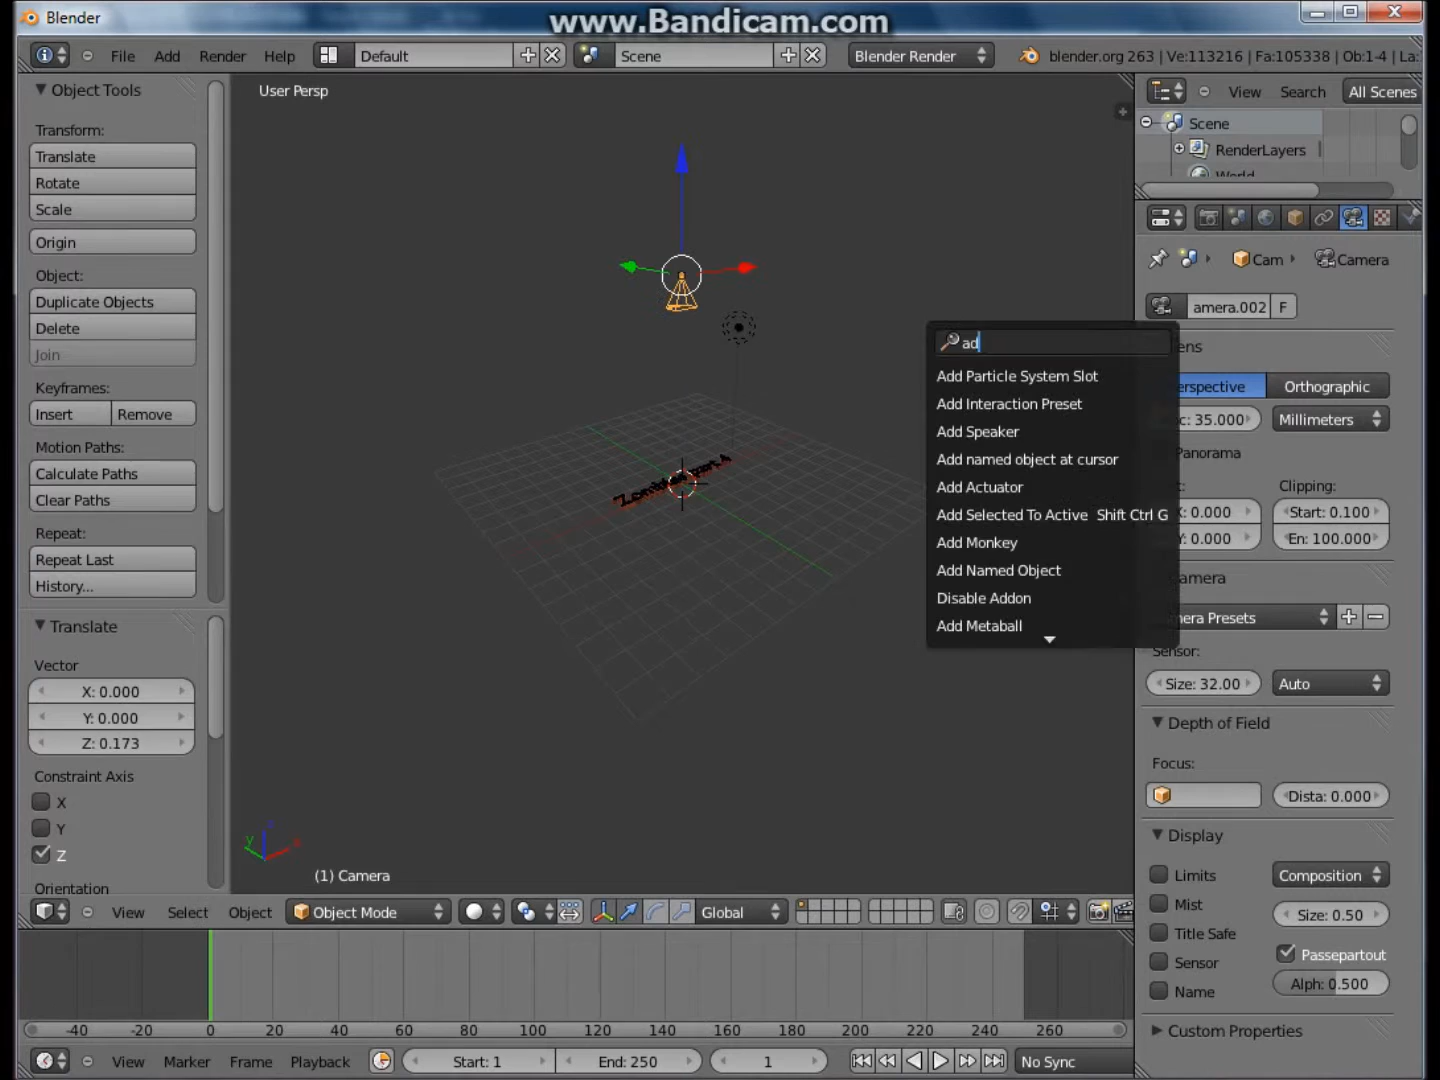 www.Bandicam.com
Blender
File Add Render Help Default Scene Blender Render blender.org 263 | Ve:113216 | Fa:105338 | Ob:1-4 | La:
Object Tools
User Persp
View Search All Scenes
Scene
RenderLayers
World
Transform:
Translate
Rotate
Scale
Origin
Object:
Duplicate Objects
Delete
Join
Keyframes:
Insert Remove
Motion Paths:
Calculate Paths
Clear Paths
Repeat:
Repeat Last
History...
Translate
Vector
X: 0.000
Y: 0.000
Z: 0.173
Constraint Axis
X
Y
Z
Orientation
y
x
(1) Camera
ad
Add Particle System Slot
Add Interaction Preset
Add Speaker
Add named object at cursor
Add Actuator
Add Selected To Active Shift Ctrl G
Add Monkey
Add Named Object
Disable Addon
Add Metaball
Cam Camera
amera.002 F
ens
erspective Orthographic
c: 35.000 Millimeters
Panorama
t: Clipping:
X: 0.000 Start: 0.100
Y: 0.000 En: 100.000
amera
mera Presets
Sensor:
Size: 32.00 Auto
Depth of Field
Focus:
Dista: 0.000
Display
Limits Composition
Mist
Size: 0.50
Title Safe
Sensor Passepartout
Name Alph: 0.500
Custom Properties
View Select Object Object Mode Global
-40 -20 0 20 40 60 80 100 120 140 160 180 200 220 240 260
View Marker Frame Playback Start: 1 End: 250 1 No Sync